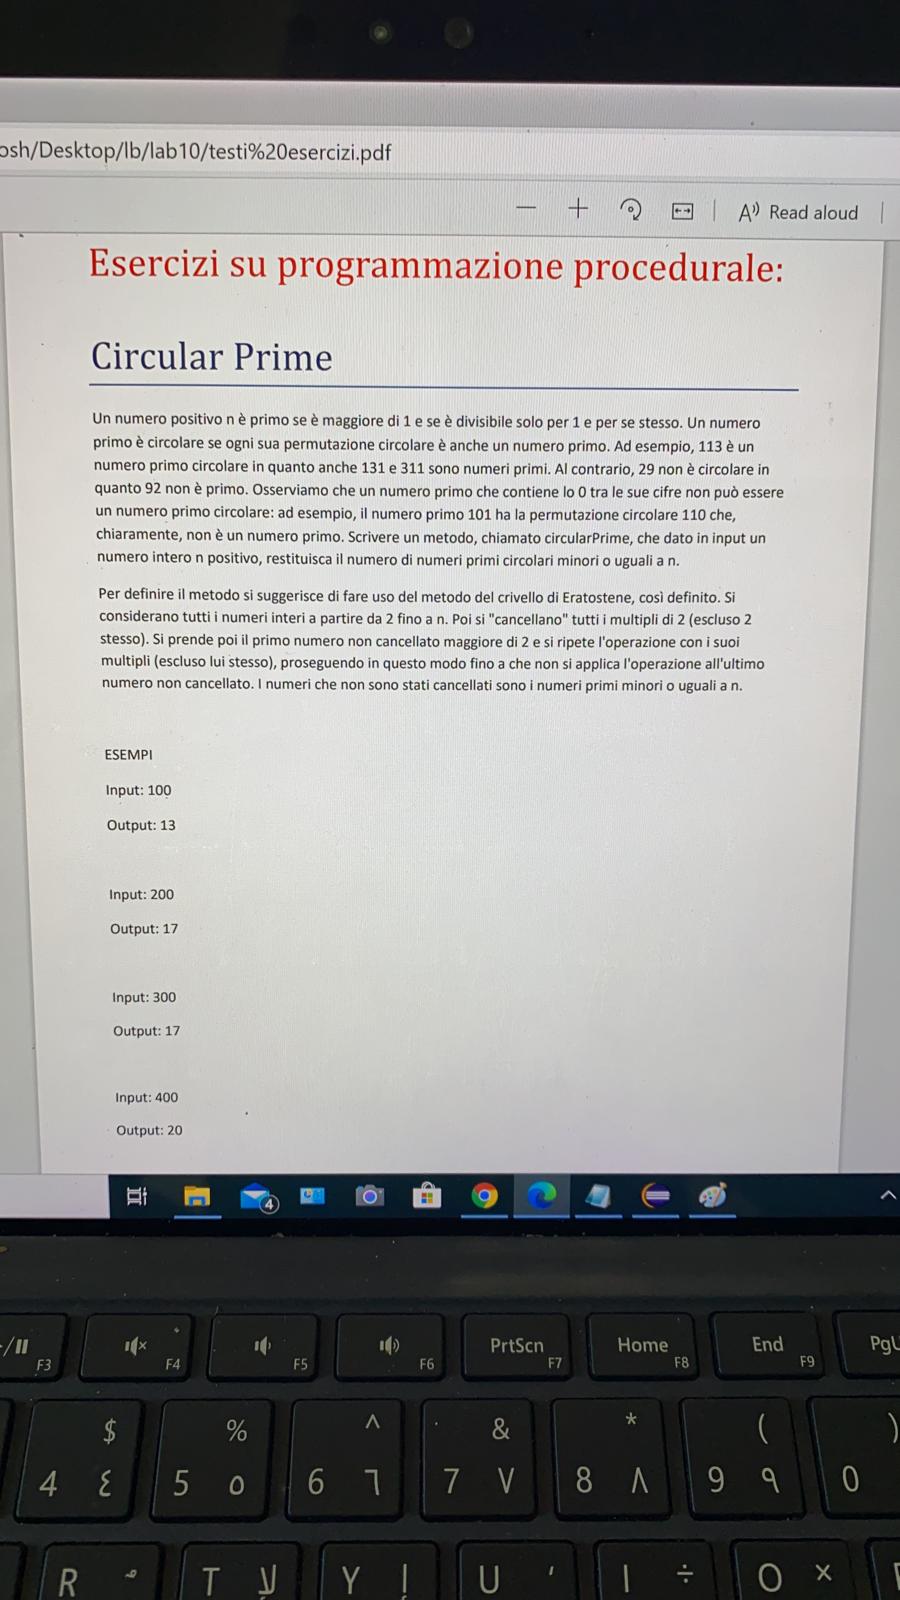 osh/Desktop/lb/lab10/testi%20esercizi.pdf
A Read aloud
Esercizi su programmazione procedurale:
Circular Prime
Un numero positivo n è primo se è maggiore di 1 e se è divisibile solo per 1 e per se stesso. Un numero
primo è circolare se ogni sua permutazione circolare è anche un numero primo. Ad esempio, 113 è un
numero primo circolare in quanto anche 131 e 311 sono numeri primi. Al contrario, 29 non è circolare in
quanto 92 non è primo. Osserviamo che un numero primo che contiene lo 0 tra le sue cifre non può essere
un numero primo circolare: ad esempio, il numero primo 101 ha la permutazione circolare 110 che,
chiaramente, non è un numero primo. Scrivere un metodo, chiamato circularPrime, che dato in input un
numero intero n positivo, restituisca il numero di numeri primi circolari minori o uguali a n.
Per definire il metodo si suggerisce di fare uso del metodo del crivello di Eratostene, così definito. Si
considerano tutti i numeri interi a partire da 2 fino a n. Poi si "cancellano" tutti i multipli di 2 (escluso 2
stesso). Si prende poi il primo numero non cancellato maggiore di 2 e si ripete l'operazione con i suoi
multipli (escluso lui stesso), proseguendo in questo modo fino a che non si applica l'operazione all'ultimo
numero non cancellato. I numeri che non sono stati cancellati sono i numeri primi minori o uguali a n.
ESEMPI
Input: 100
Output: 13
Input: 200
Output: 17
Input: 300
Output: 17
Input: 400
Output: 20
4
F3 F4 F5 F6 PrtScn F7 Home F8 End F9 PgU
$ % ^ & * ( )
4 ٤ 5 ٥ 6 ٦ 7 ٧ 8 ٨ 9 ٩ 0
R T لإ Y إ U ‘ I ÷ O ×